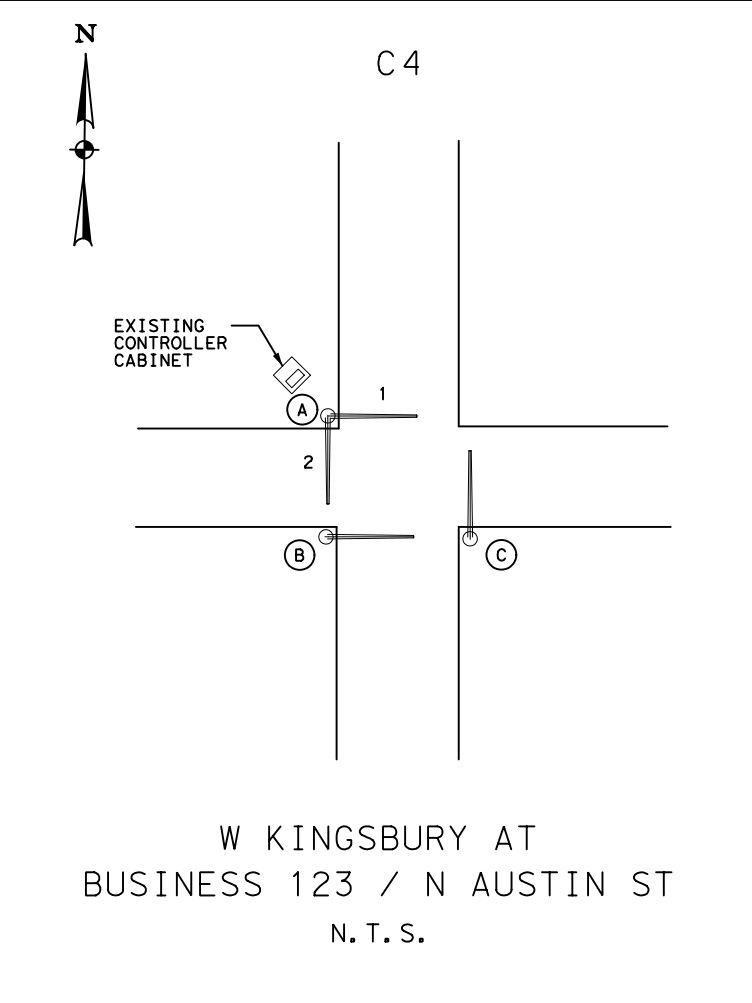 N
C4
EXISTING
CONTROLLER
CABINET
1
A
2
B
C
W KINGSBURY AT
BUSINESS 123 / N AUSTIN ST
N.T.S.